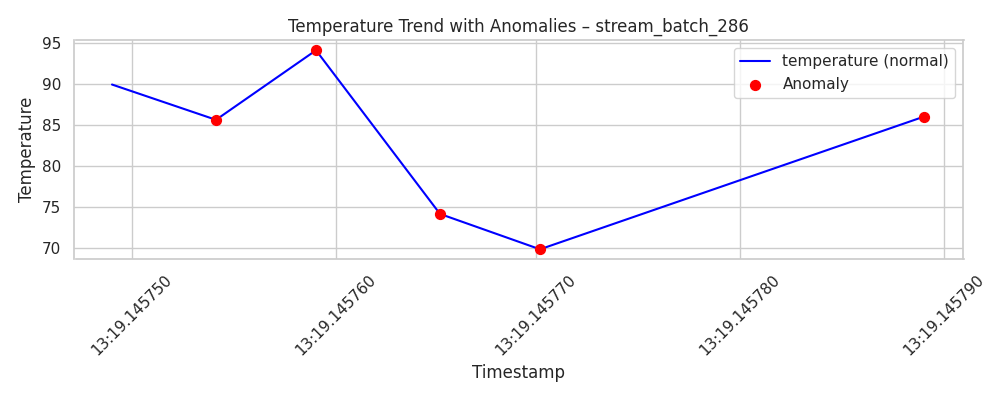 Temperature Trend with Anomalies – stream_batch_286
temperature (normal)
Anomaly
Temperature
95
90
85
80
75
70
13:19.145750
13:19.145760
13:19.145770
13:19.145780
13:19.145790
Timestamp